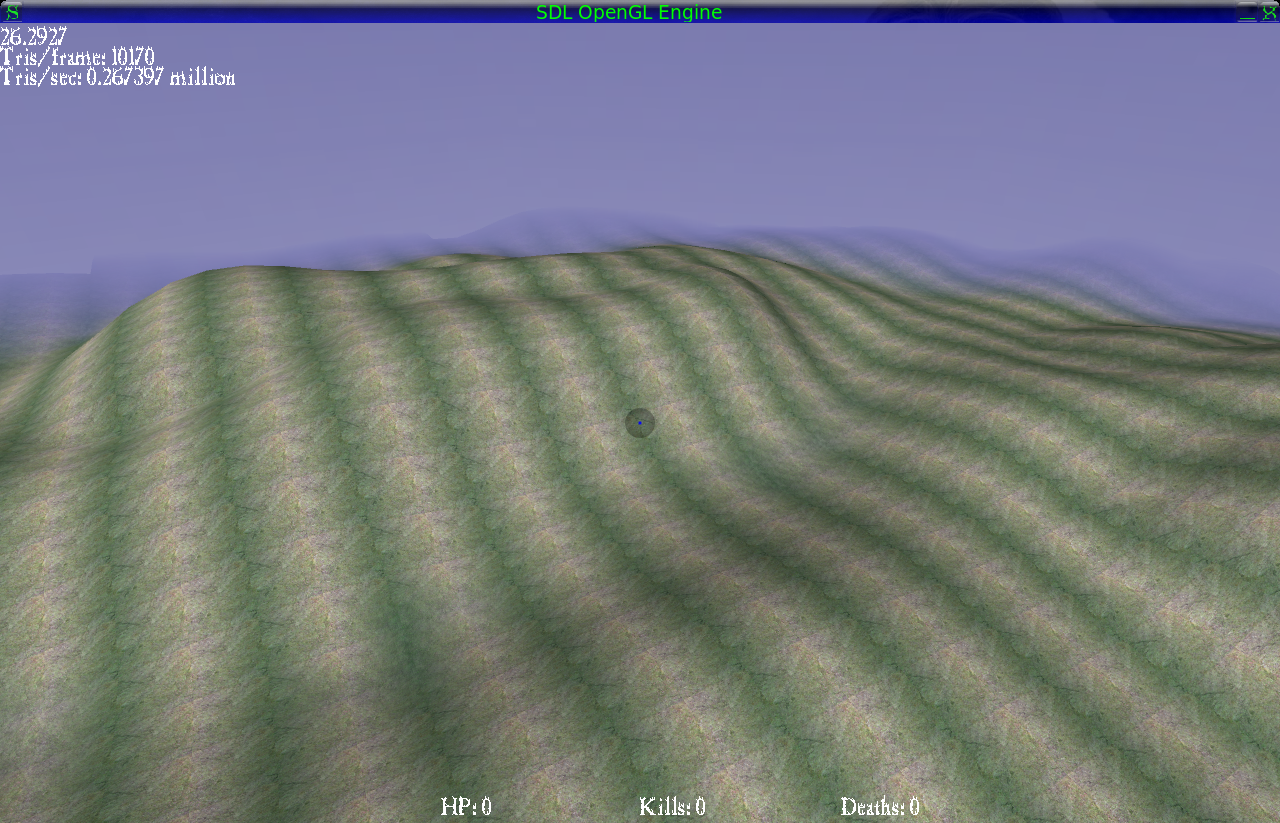 SDL OpenGL Engine
26.2927
Tris/frame: 10170
Tris/sec: 0.267397 million
HP: 0 Kills: 0 Deaths: 0